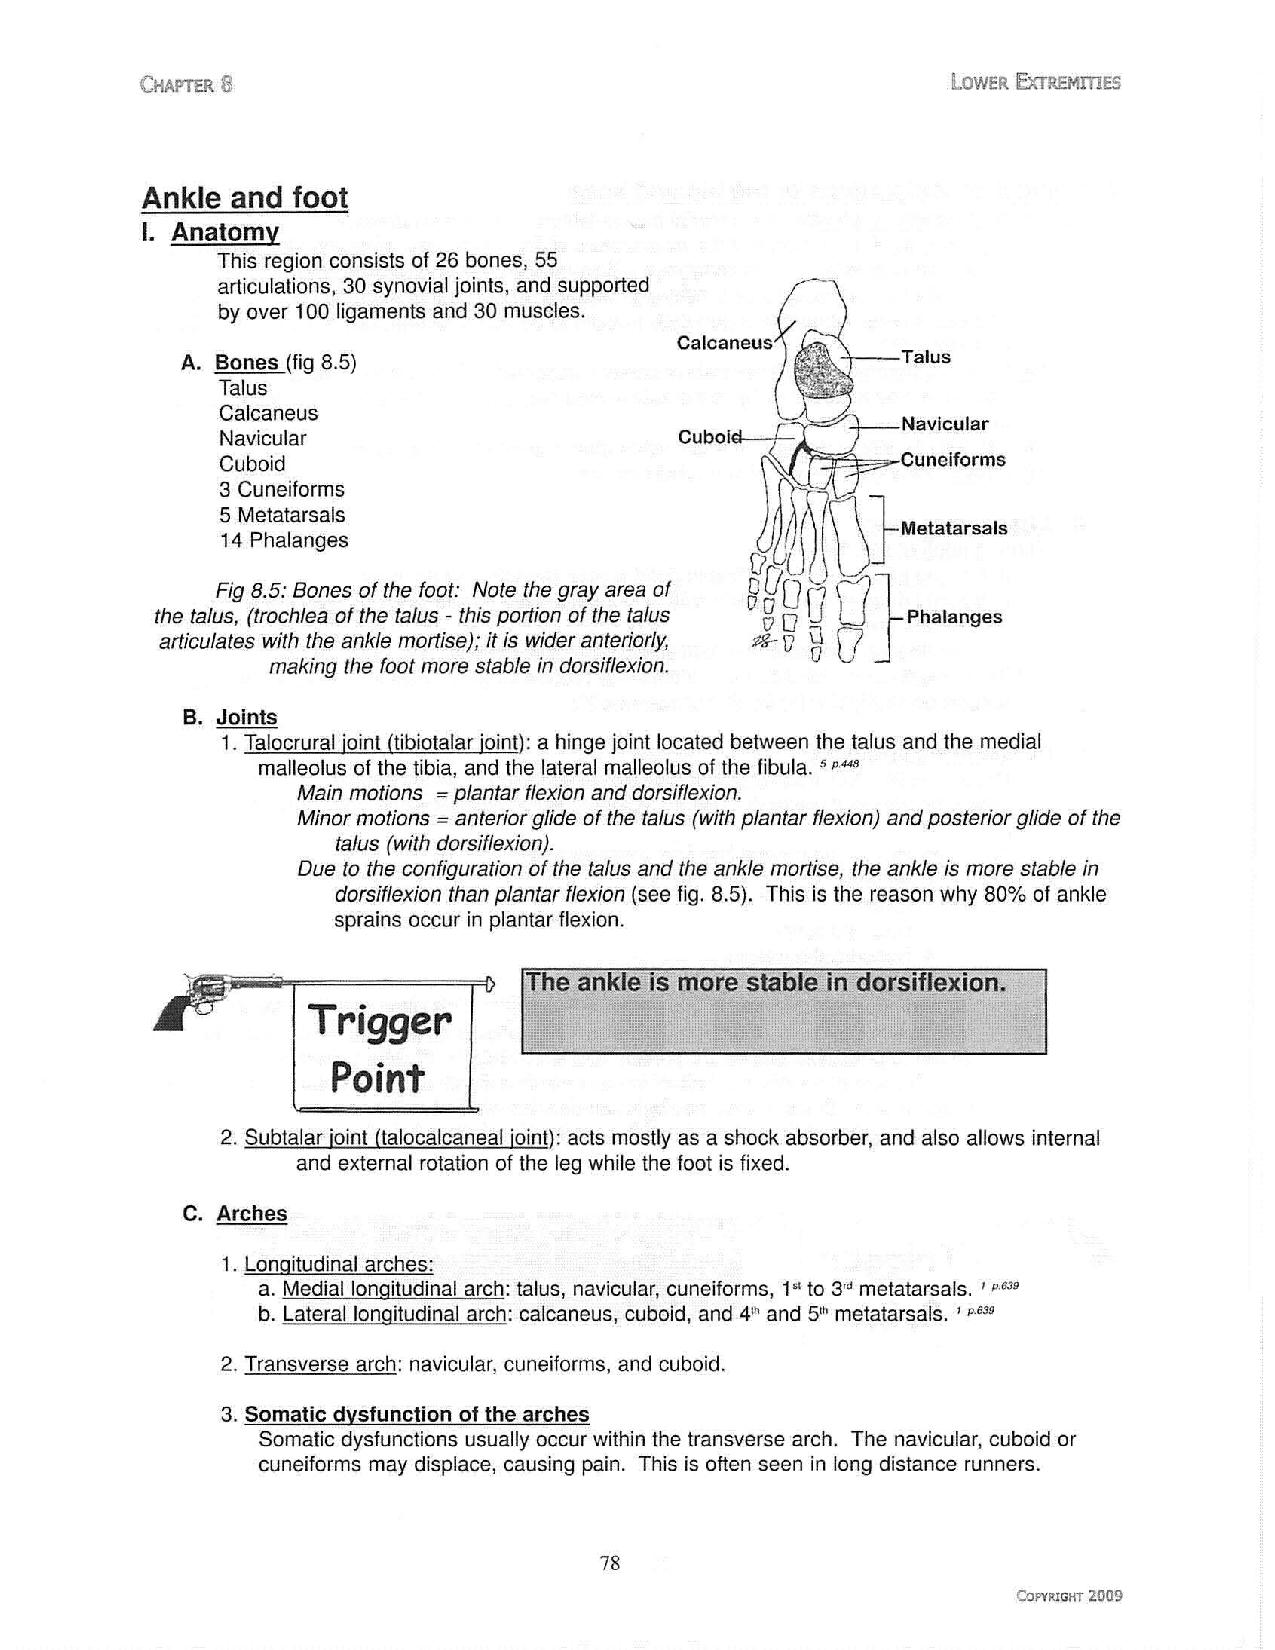 CHAPTER 8
LOWER EXTREMITIES
Ankle and foot
I. Anatomy
This region consists of 26 bones, 55
articulations, 30 synovial joints, and supported
by over 100 ligaments and 30 muscles.
A. Bones (fig 8.5)
Talus
Calcaneus
Navicular
Cuboid
3 Cuneiforms
5 Metatarsals
14 Phalanges
Calcaneus
Talus
Navicular
Cuboid
Cuneiforms
Metatarsals
Phalanges
Fig 8.5: Bones of the foot: Note the gray area of
the talus, (trochlea of the talus - this portion of the talus
articulates with the ankle mortise); it is wider anteriorly,
making the foot more stable in dorsiflexion.
B. Joints
1. Talocrural joint (tibiotalar joint): a hinge joint located between the talus and the medial
malleolus of the tibia, and the lateral malleolus of the fibula. 5 p.448
Main motions = plantar flexion and dorsiflexion.
Minor motions = anterior glide of the talus (with plantar flexion) and posterior glide of the
talus (with dorsiflexion).
Due to the configuration of the talus and the ankle mortise, the ankle is more stable in
dorsiflexion than plantar flexion (see fig. 8.5). This is the reason why 80% of ankle
sprains occur in plantar flexion.
Trigger
Point
The ankle is more stable in dorsiflexion.
2. Subtalar joint (talocalcaneal joint): acts mostly as a shock absorber, and also allows internal
and external rotation of the leg while the foot is fixed.
C. Arches
1. Longitudinal arches:
a. Medial longitudinal arch: talus, navicular, cuneiforms, 1st to 3rd metatarsals. 1 p.639
b. Lateral longitudinal arch: calcaneus, cuboid, and 4th and 5th metatarsals. 1 p.639
2. Transverse arch: navicular, cuneiforms, and cuboid.
3. Somatic dysfunction of the arches
Somatic dysfunctions usually occur within the transverse arch. The navicular, cuboid or
cuneiforms may displace, causing pain. This is often seen in long distance runners.
78
COPYRIGHT 2009